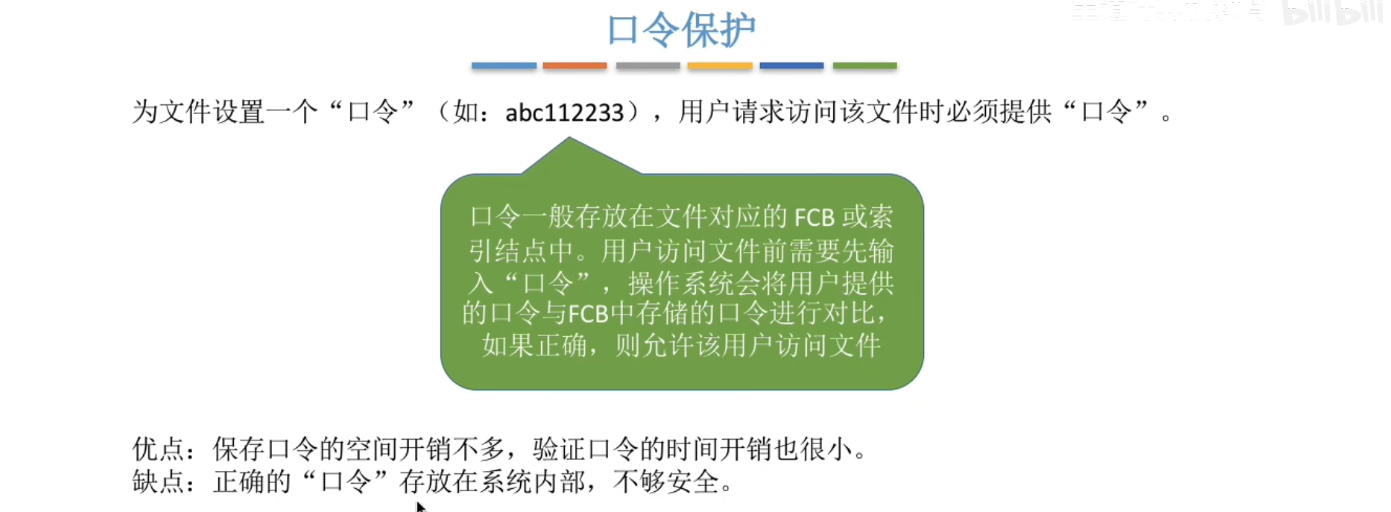 口令保护
bilibili
为文件设置一个“口令”（如：abc112233），用户请求访问该文件时必须提供“口令”。
口令一般存放在文件对应的 FCB 或索
引结点中。用户访问文件前需要先输
入“口令”，操作系统会将用户提供
的口令与FCB中存储的口令进行对比，
如果正确，则允许该用户访问文件
优点：保存口令的空间开销不多，验证口令的时间开销也很小。
缺点：正确的“口令”存放在系统内部，不够安全。